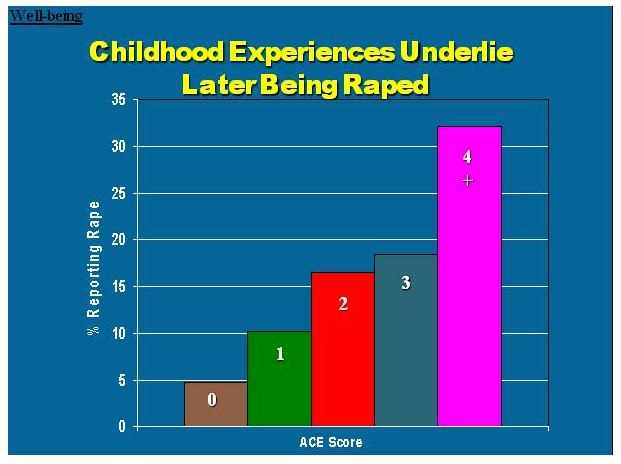 Well-being
Childhood Experiences Underlie
Later Being Raped
35
30
25
20
15
10
5
0
% Reporting Rape
0
1
2
3
4
+
ACE Score